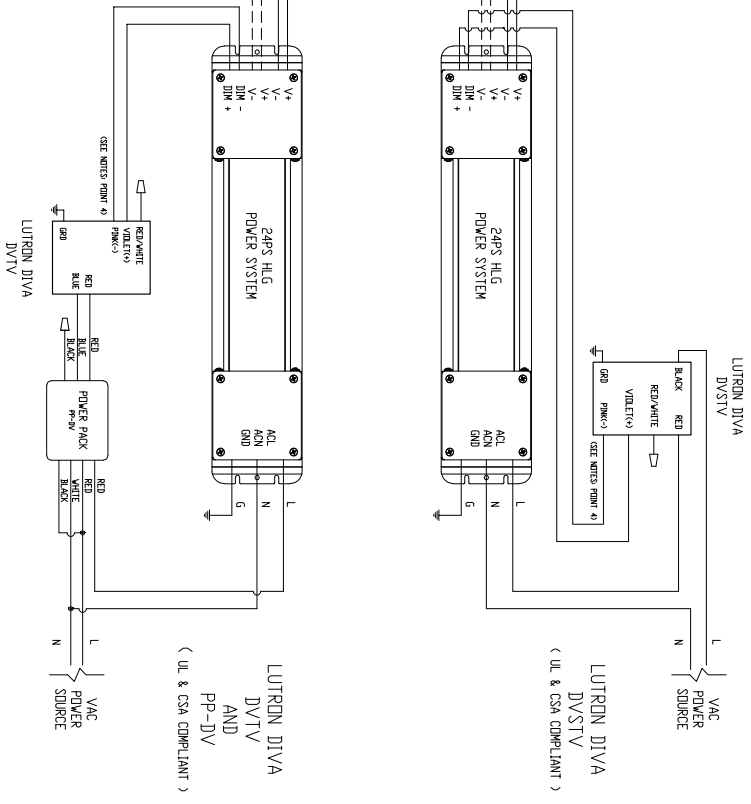 V+
V-
V+
V-
DIM -
DIM +
24PS HLG
POWER SYSTEM
ACL
ACN
GND
L
N
G
RED/WHITE
VIOLET(+)
PINK(-)
GRD
RED
BLUE
(SEE NOTES: POINT 4)
LUTRON DIVA
DVTV
RED
BLUE
BLACK
POWER PACK
PP-DV
RED
RED
WHITE
BLACK
L
N
VAC
POWER
SOURCE
LUTRON DIVA
DVTV
AND
PP-DV
( UL & CSA COMPLIANT )
V+
V-
V+
V-
DIM -
DIM +
24PS HLG
POWER SYSTEM
ACL
ACN
GND
L
N
G
LUTRON DIVA
DVSTV
BLACK
RED
RED/WHITE
VIOLET(+)
GRD
PINK(-)
(SEE NOTES: POINT 4)
L
N
VAC
POWER
SOURCE
LUTRON DIVA
DVSTV
( UL & CSA COMPLIANT )